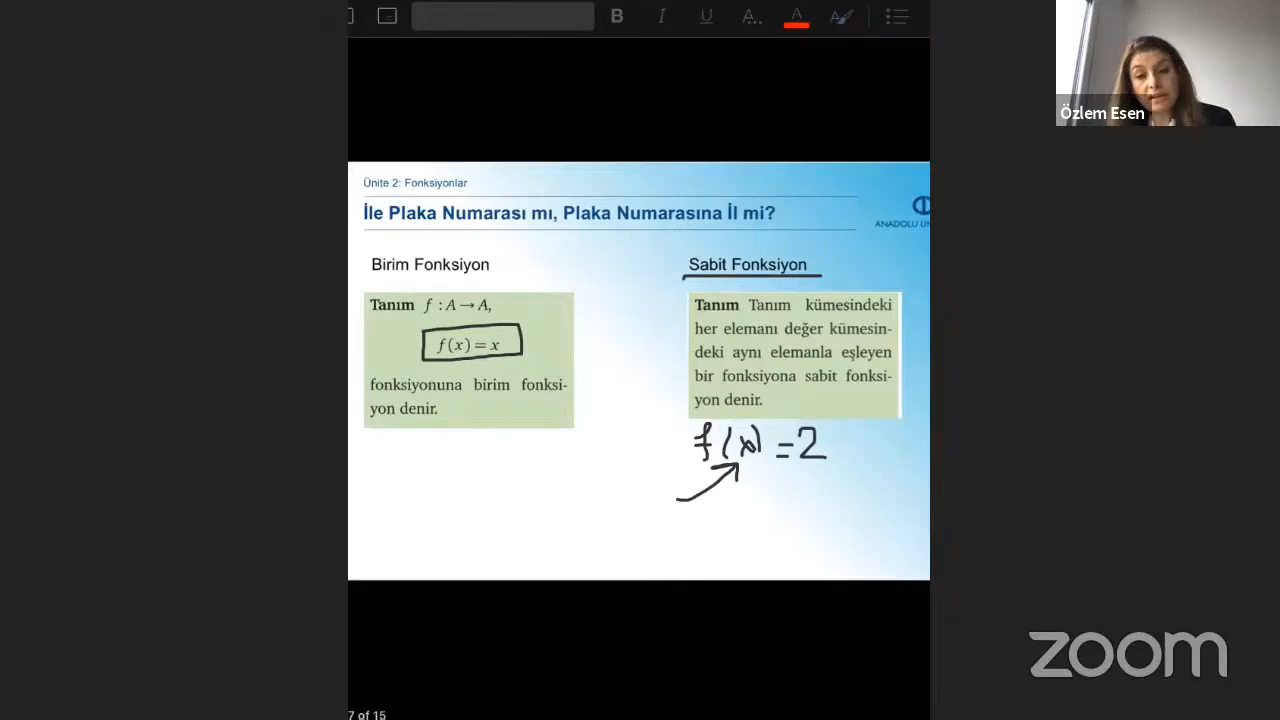 B I U A... A A
Özlem Esen
Ünite 2: Fonksiyonlar
İle Plaka Numarası mı, Plaka Numarasına İl mi?
ANADOLU ÜN
Birim Fonksiyon
Tanım f : A → A,
f(x) = x
fonksiyonuna birim fonksi-
yon denir.
Sabit Fonksiyon
Tanım Tanım kümesindeki
her elemanı değer kümesin-
deki aynı elemanla eşleyen
bir fonksiyona sabit fonksi-
yon denir.
f(x) = 2
zoom
7 of 15